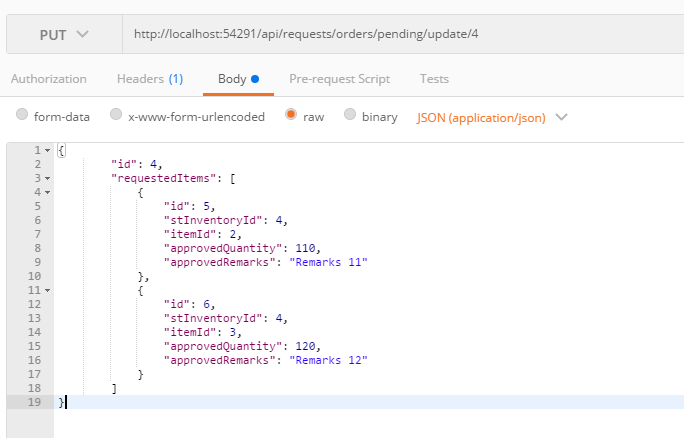 PUT http://localhost:54291/api/requests/orders/pending/update/4
Authorization Headers (1) Body Pre-request Script Tests
form-data x-www-form-urlencoded raw binary JSON (application/json)
1 {
2 "id": 4,
3 "requestedItems": [
4 {
5 "id": 5,
6 "stInventoryId": 4,
7 "itemId": 2,
8 "approvedQuantity": 110,
9 "approvedRemarks": "Remarks 11"
10 },
11 {
12 "id": 6,
13 "stInventoryId": 4,
14 "itemId": 3,
15 "approvedQuantity": 120,
16 "approvedRemarks": "Remarks 12"
17 }
18 ]
19 }